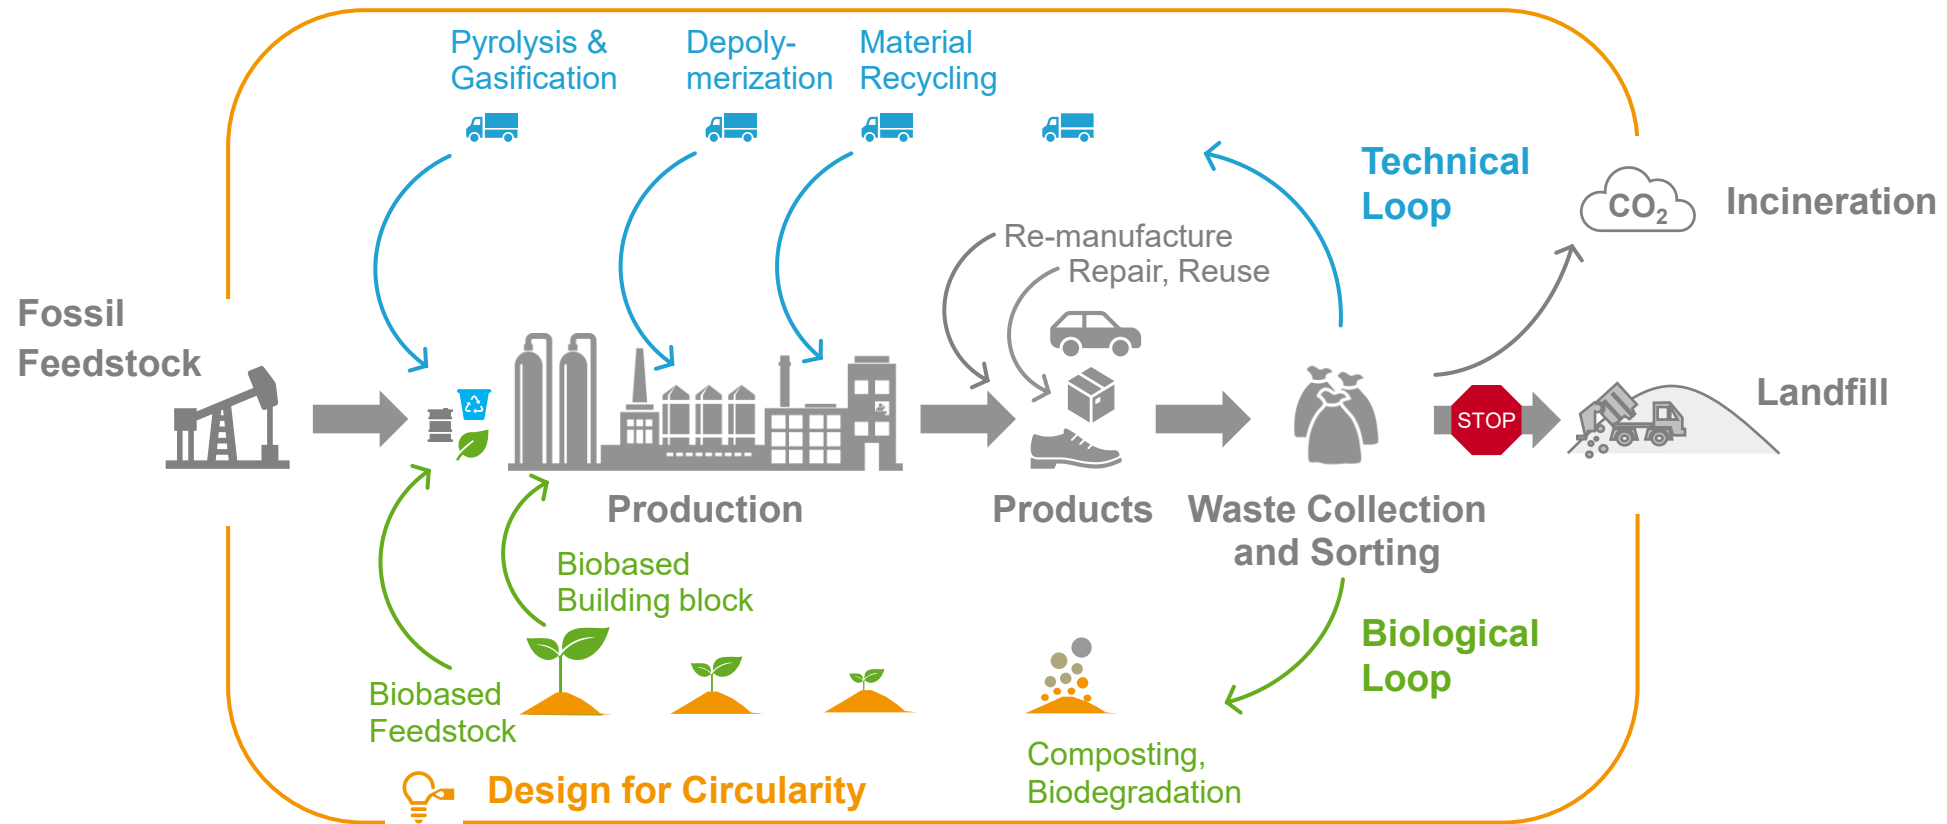 Pyrolysis &
Gasification
Depoly-
merization
Material
Recycling
Technical
Loop
CO₂
Incineration
Re-manufacture
Repair, Reuse
Fossil
Feedstock
STOP
Landfill
Production
Products
Waste Collection
and Sorting
Biobased
Building block
Biological
Loop
Biobased
Feedstock
Composting,
Biodegradation
Design for Circularity